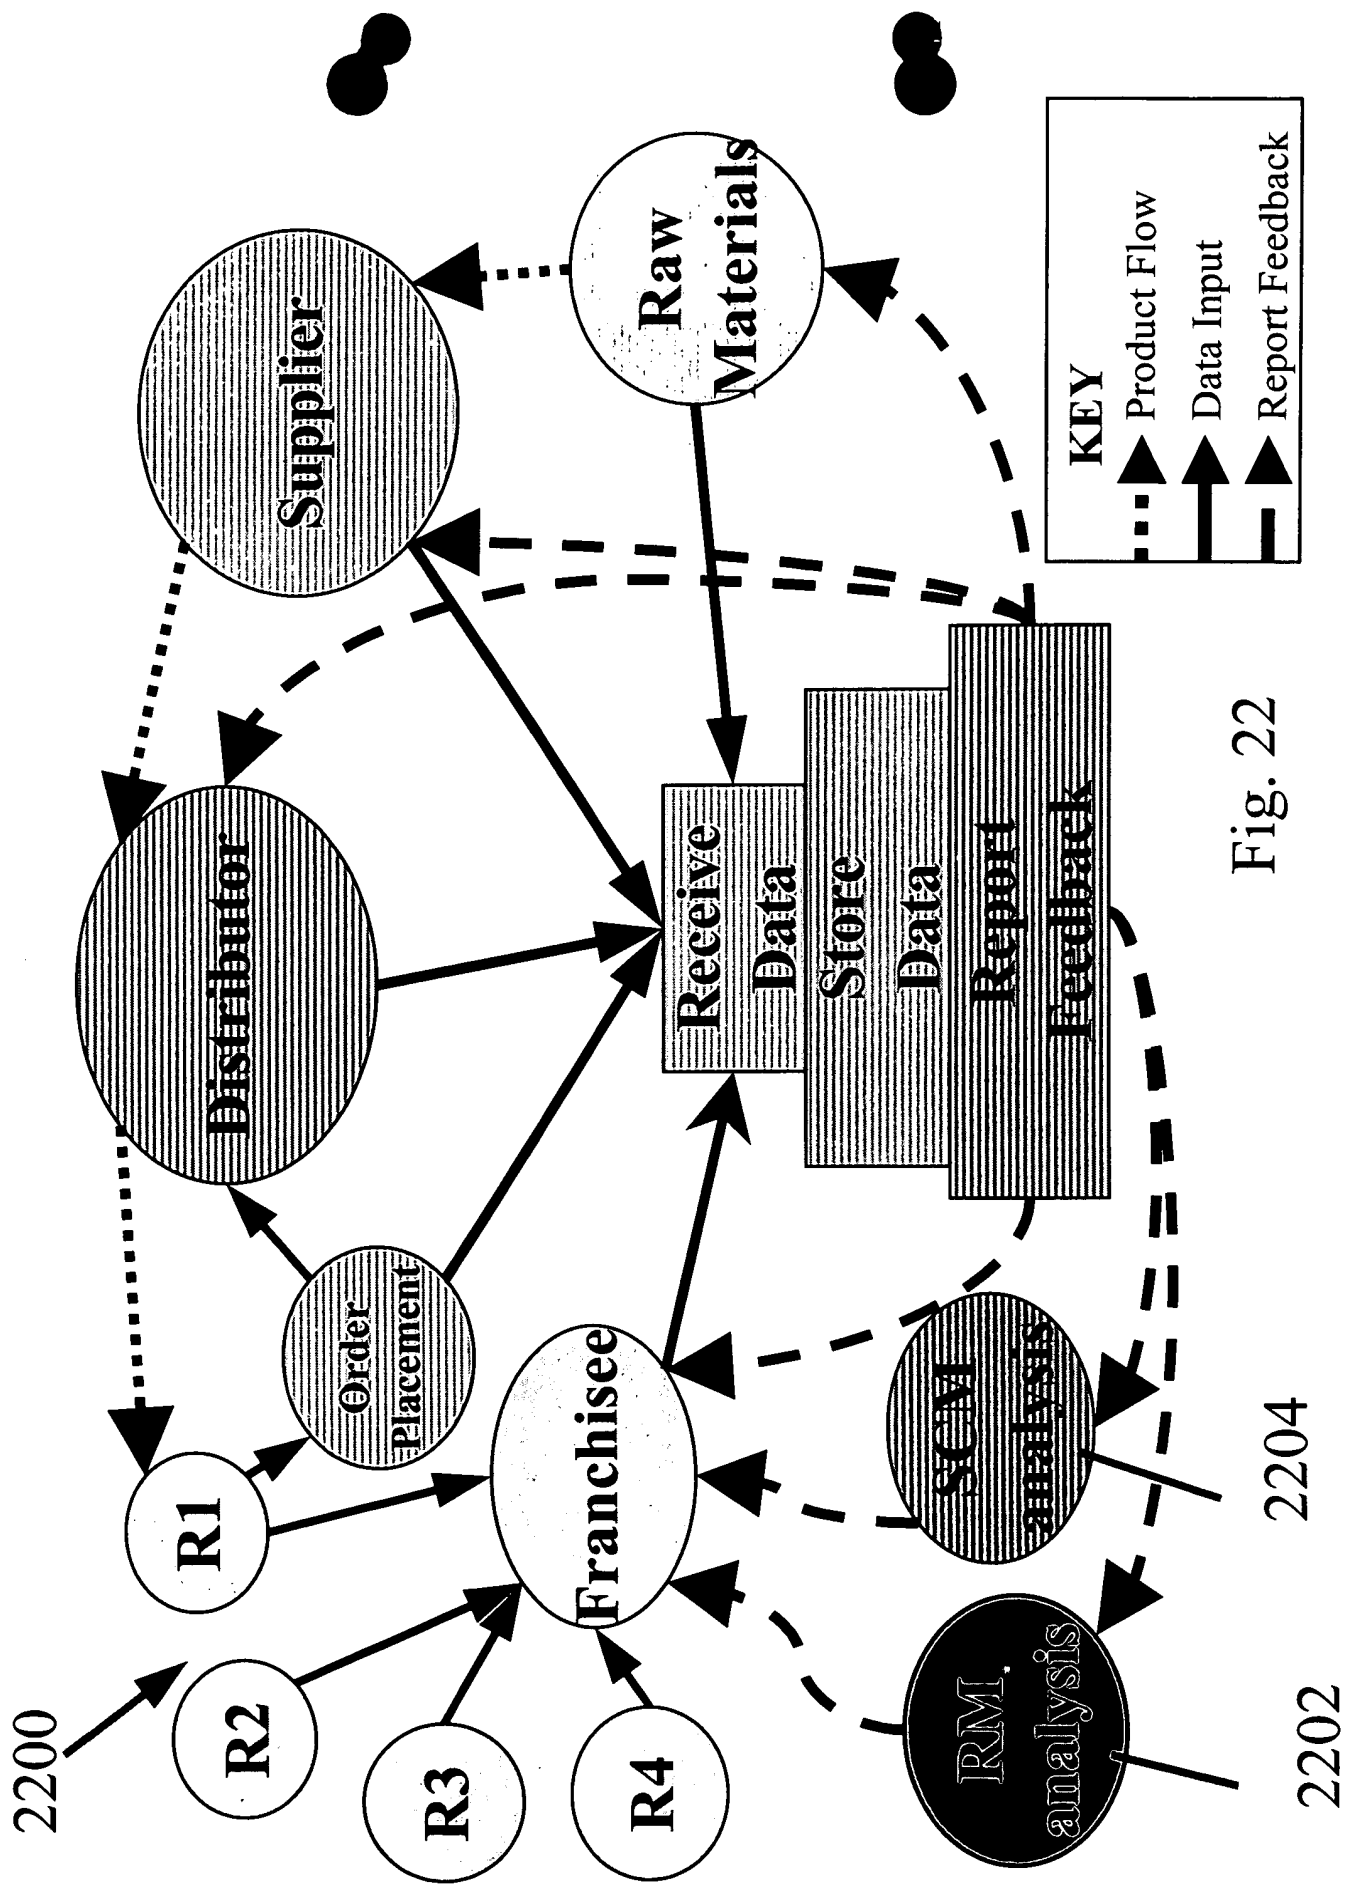 2200
R1
R2
R3
R4
Order
Placement
Distributor
Supplier
Franchisee
Raw
Materials
Receive
Data
Store
Data
Report
Feedback
SCM
analysis
RM
analysis
2202
2204
KEY
Product Flow
Data Input
Report Feedback
Fig. 22